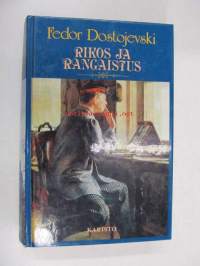 Fedor Dostojevski
RIKOS JA
RANGAISTUS
KARISTO